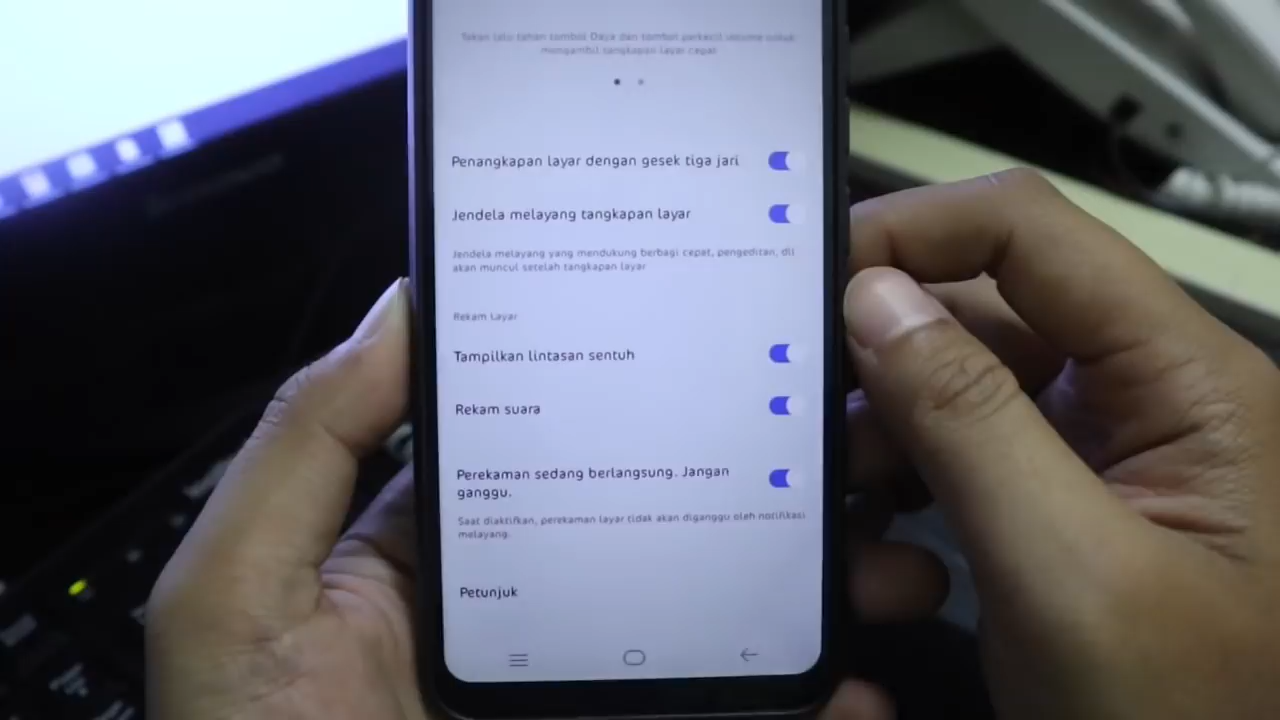 Tekan lalu tahan tombol Daya dan tombol perkecil volume untuk
mengambil tangkapan layar cepat
Penangkapan layar dengan gesek tiga jari
Jendela melayang tangkapan layar
Jendela melayang yang mendukung berbagi cepat, pengeditan, dll
akan muncul setelah tangkapan layar
Rekam Layar
Tampilkan lintasan sentuh
Rekam suara
Perekaman sedang berlangsung. Jangan
ganggu.
Saat diaktifkan, perekaman layar tidak akan diganggu oleh notifikasi
melayang.
Petunjuk